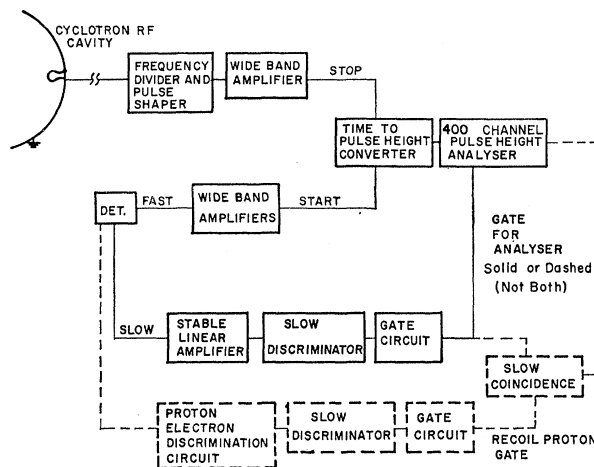 CYCLOTRON RF
CAVITY
FREQUENCY
DIVIDER AND
PULSE
SHAPER
WIDE BAND
AMPLIFIER
STOP
TIME TO
PULSE HEIGHT
CONVERTER
400 CHANNEL
PULSE HEIGHT
ANALYSER
DET.
FAST
WIDE BAND
AMPLIFIERS
START
GATE
FOR
ANALYSER
Solid or Dashed
(Not Both)
SLOW
STABLE
LINEAR
AMPLIFIER
SLOW
DISCRIMINATOR
GATE
CIRCUIT
SLOW
COINCIDENCE
PROTON
ELECTRON
DISCRIMINATION
CIRCUIT
SLOW
DISCRIMINATOR
GATE
CIRCUIT
RECOIL PROTON
GATE